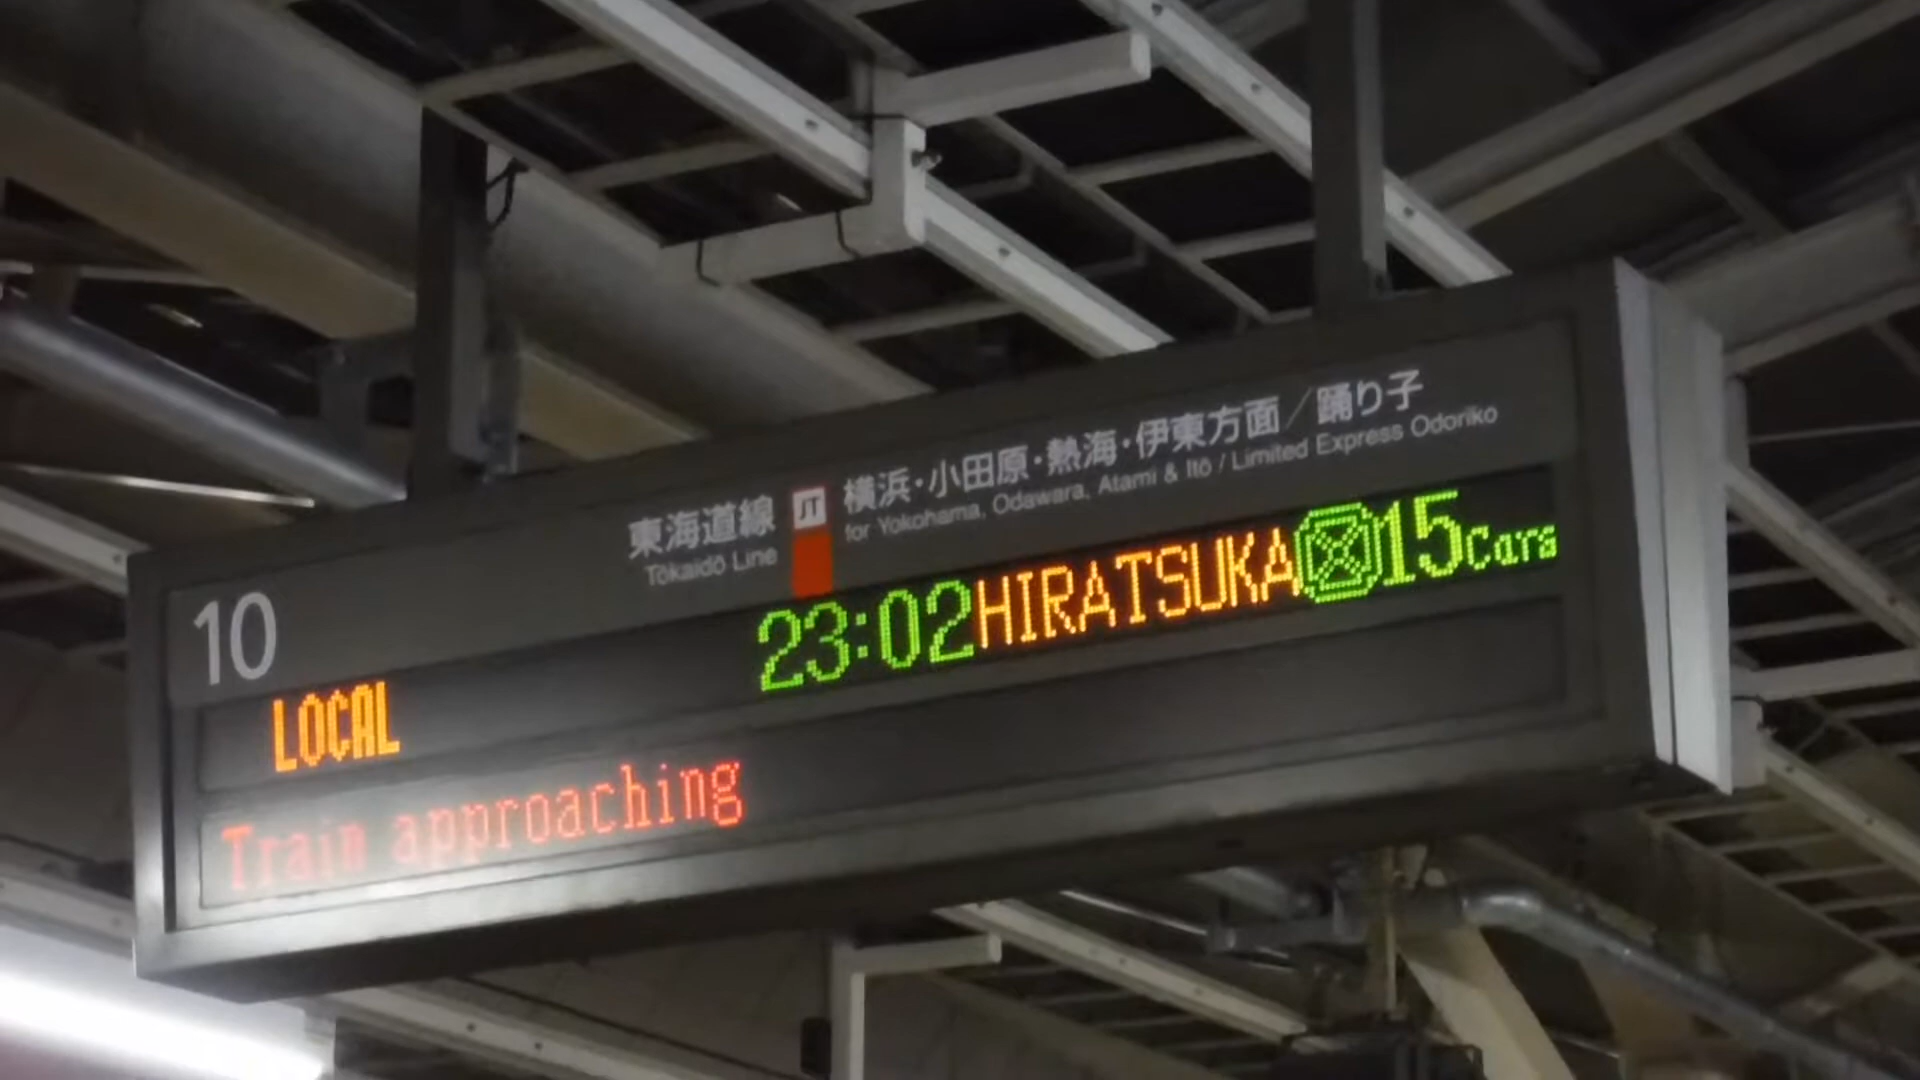 東海道線 JT 横浜・小田原・熱海・伊東方面／踊り子
Tōkaidō Line for Yokohama, Odawara, Atami & Itō / Limited Express Odoriko
10
LOCAL 23:02 HIRATSUKA 15cars
Train approaching